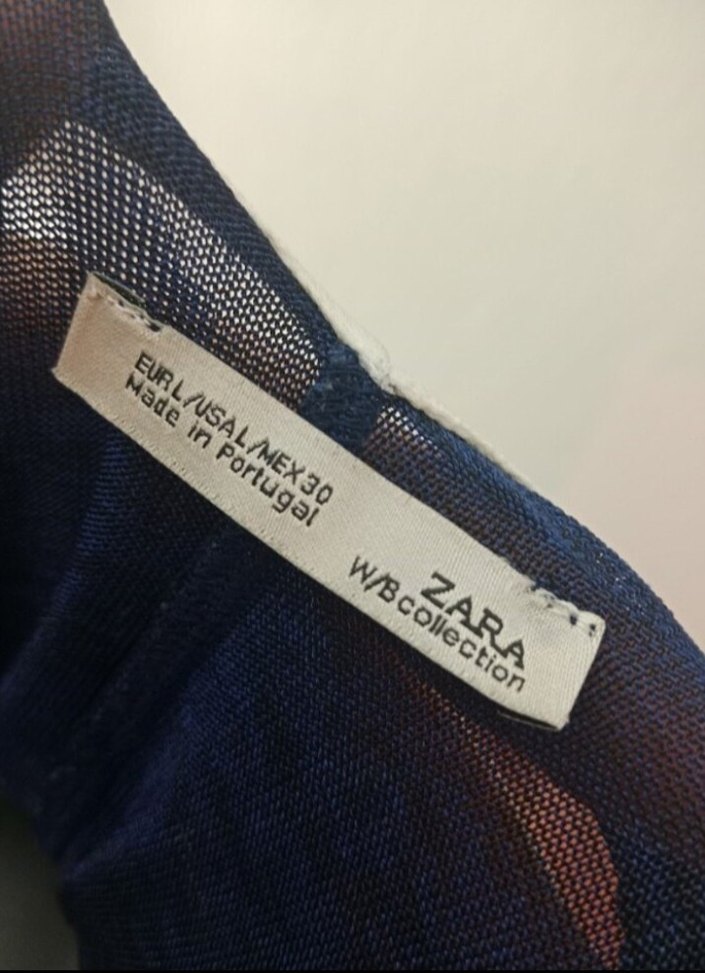 EUR L/USA L/MEX 30
Made in Portugal
ZARA
W/B collection